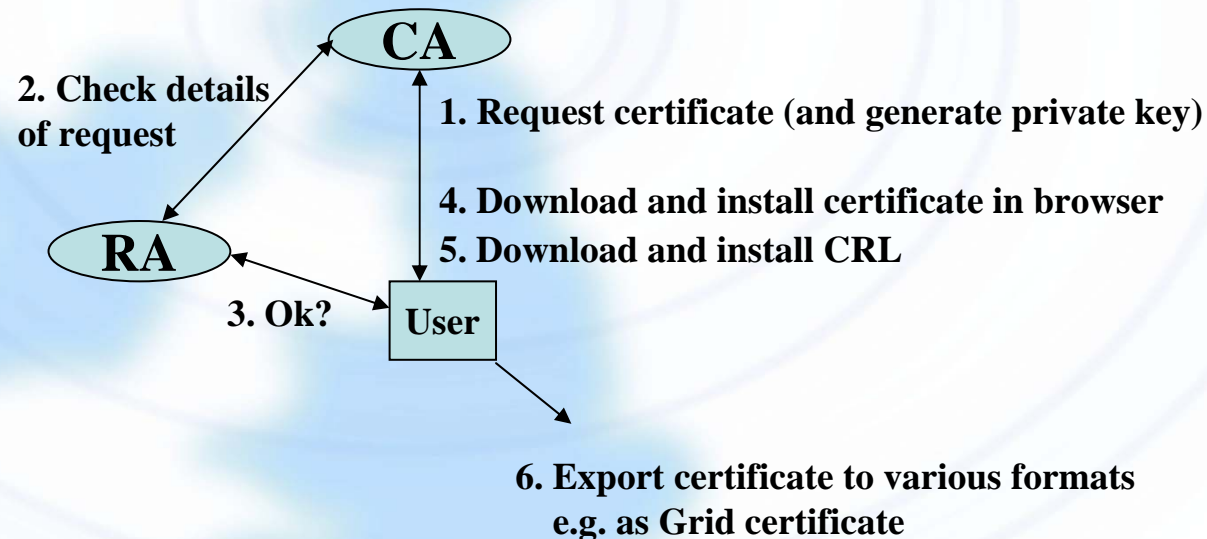 CA
2. Check details
of request
1. Request certificate (and generate private key)
4. Download and install certificate in browser
5. Download and install CRL
RA
3. Ok?
User
6. Export certificate to various formats
e.g. as Grid certificate